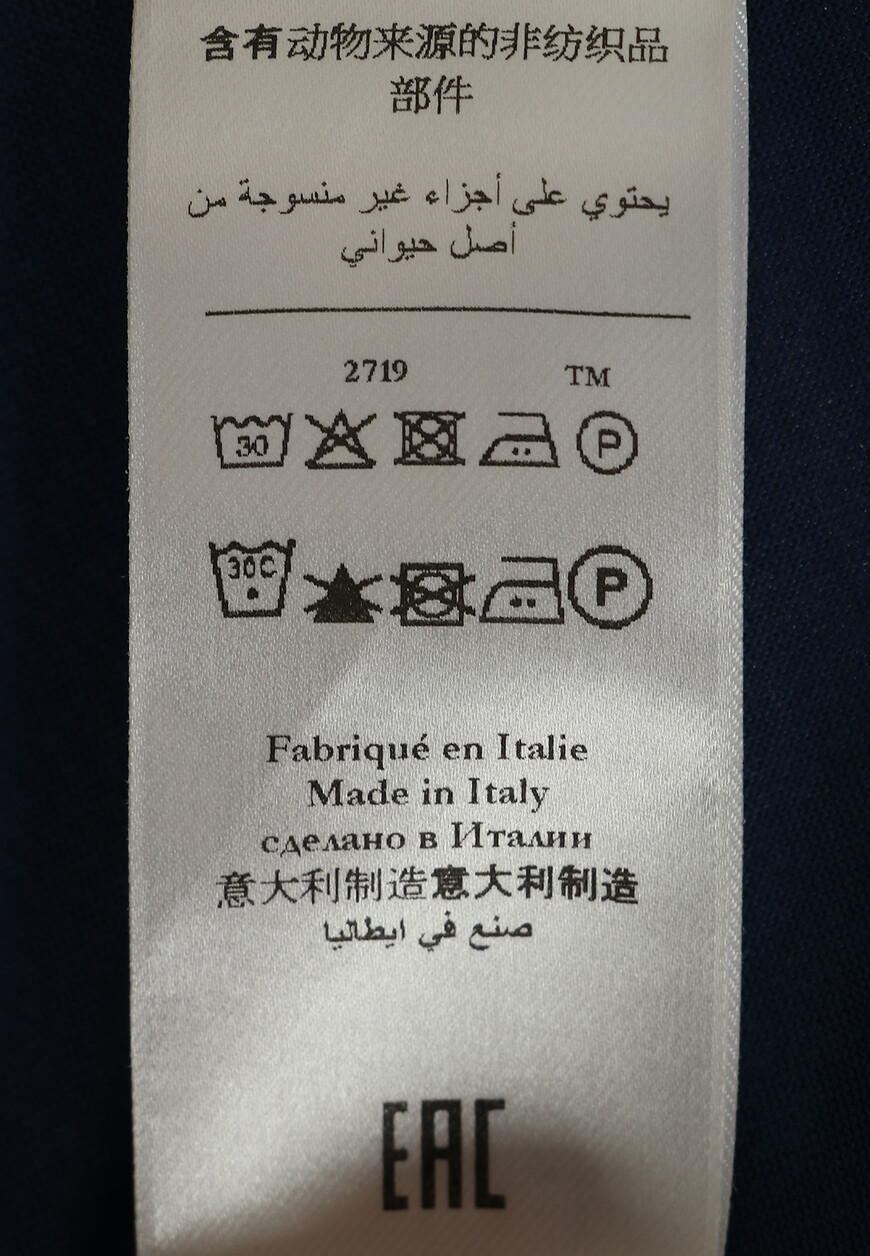 含有动物来源的非纺织品
部件
يحتوي على أجزاء غير منسوجة من
أصل حيواني
2719 TM
30 P
30C P
Fabriqué en Italie
Made in Italy
сделано в Италии
意大利制造意大利制造
صنع في ايطاليا
EAC